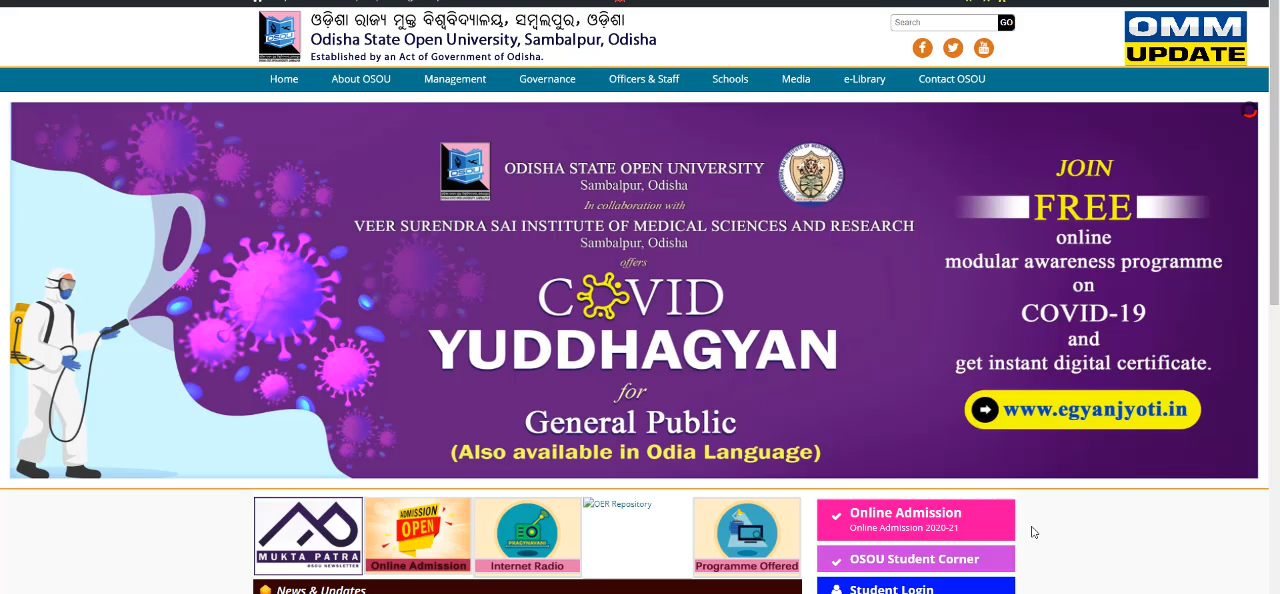 ଓଡ଼ିଶା ରାଜ୍ୟ ମୁକ୍ତ ବିଶ୍ୱବିଦ୍ୟାଳୟ, ସମ୍ବଲପୁର, ଓଡ଼ିଶା
Odisha State Open University, Sambalpur, Odisha
Established by an Act of Government of Odisha.
Search
GO
OMM
UPDATE
Home
About OSOU
Management
Governance
Officers & Staff
Schools
Media
e-Library
Contact OSOU
OSOU
ODISHA STATE OPEN UNIVERSITY
Sambalpur, Odisha
In collaboration with
VEER SURENDRA SAI INSTITUTE OF MEDICAL SCIENCES AND RESEARCH
Sambalpur, Odisha
offers
COVID
YUDDHAGYAN
for
General Public
(Also available in Odia Language)
JOIN
FREE
online
modular awareness programme
on
COVID-19
and
get instant digital certificate.
www.egyanjyoti.in
MUKTA PATRA
OSOU NEWSLETTER
ADMISSION
OPEN
Online Admission
PRAGYNAVANI
Internet Radio
OER Repository
Programme Offered
Online Admission
Online Admission 2020-21
OSOU Student Corner
Student Login
News & Updates